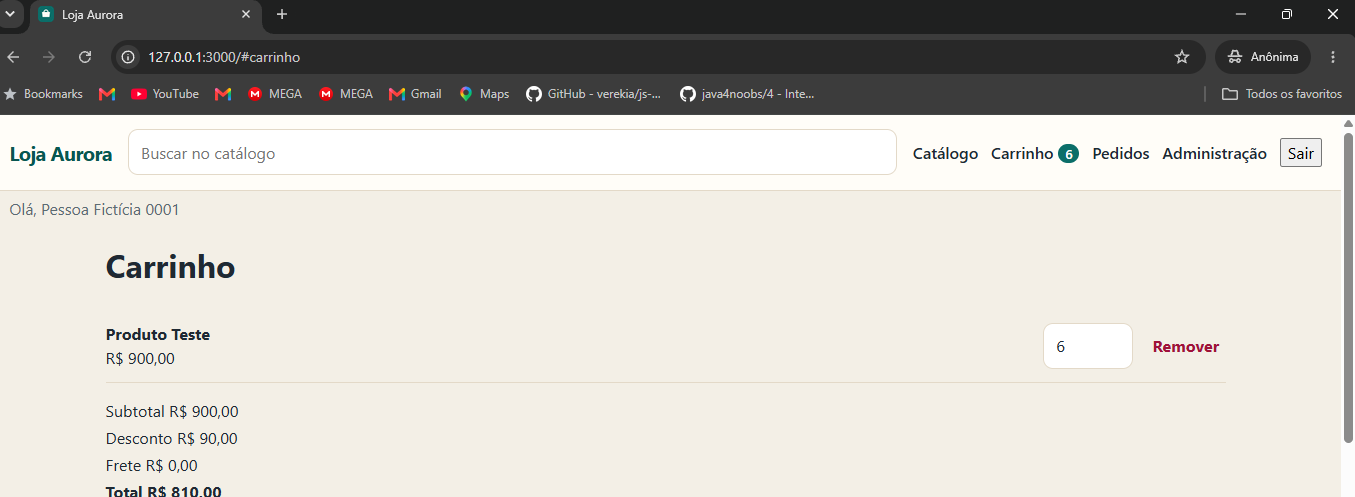 Loja Aurora
127.0.0.1:3000/#carrinho
Anônima
Bookmarks YouTube MEGA MEGA Gmail Maps GitHub - verekia/js-... java4noobs/4 - Inte... Todos os favoritos
Loja Aurora Buscar no catálogo Catálogo Carrinho 6 Pedidos Administração Sair
Olá, Pessoa Fictícia 0001
Carrinho
Produto Teste
R$ 900,00
6 Remover
Subtotal R$ 900,00
Desconto R$ 90,00
Frete R$ 0,00
Total R$ 810,00